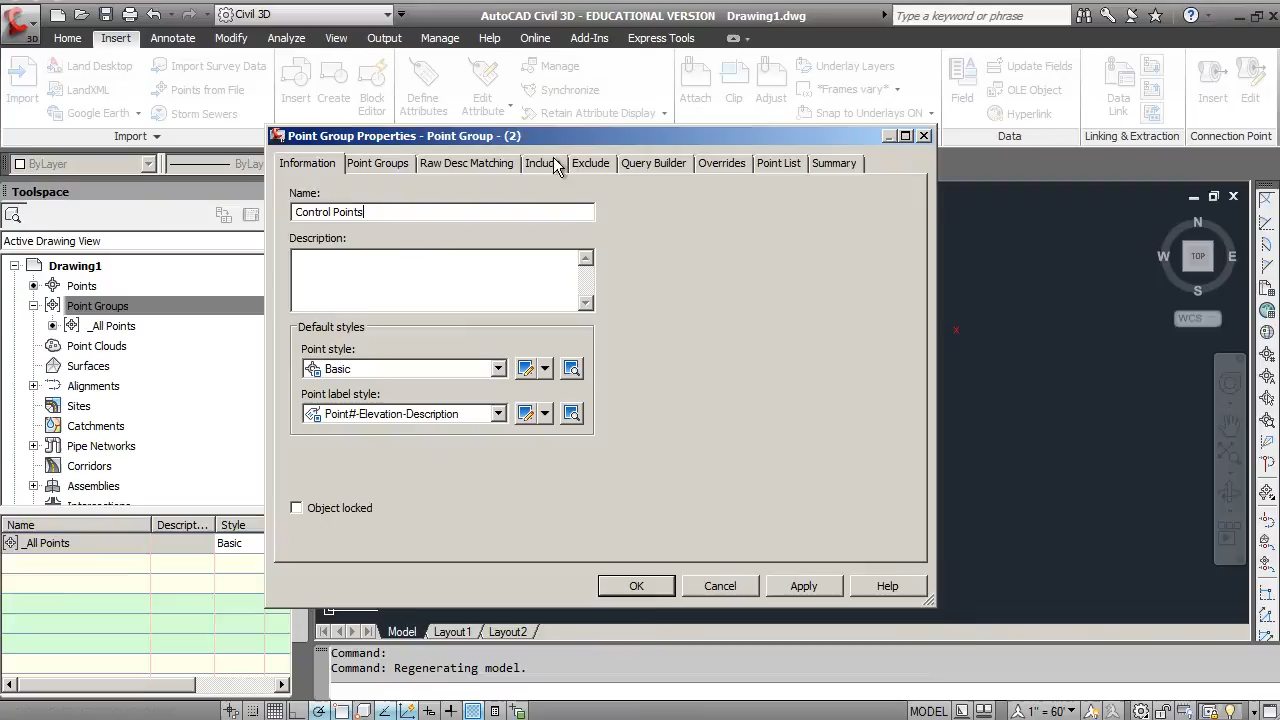 Civil 3D
AutoCAD Civil 3D - EDUCATIONAL VERSION Drawing1.dwg
Type a keyword or phrase
3D
Home Insert Annotate Modify Analyze View Output Manage Help Online Add-Ins Express Tools
Import
Land Desktop
LandXML
Google Earth
Import Survey Data
Points from File
Storm Sewers
Insert
Create
Block Editor
Define Attributes
Edit Attribute
Manage
Synchronize
Retain Attribute Display
Attach
Clip
Adjust
Underlay Layers
*Frames vary*
Snap to Underlays ON
Field
Update Fields
OLE Object
Hyperlink
Data Link
Insert
Edit
Import
Data
Linking & Extraction
Connection Point
ByLayer
Toolspace
Active Drawing View
Drawing1
Points
Point Groups
_All Points
Point Clouds
Surfaces
Alignments
Sites
Catchments
Pipe Networks
Corridors
Assemblies
Name Descript... Style
_All Points Basic
Point Group Properties - Point Group - (2)
Information Point Groups Raw Desc Matching Include Exclude Query Builder Overrides Point List Summary
Name:
Control Points
Description:
Default styles
Point style:
Basic
Point label style:
Point#-Elevation-Description
Object locked
OK Cancel Apply Help
N
W TOP E
S
WCS
x
Model Layout1 Layout2
Command:
Command: Regenerating model.
MODEL 1" = 60'